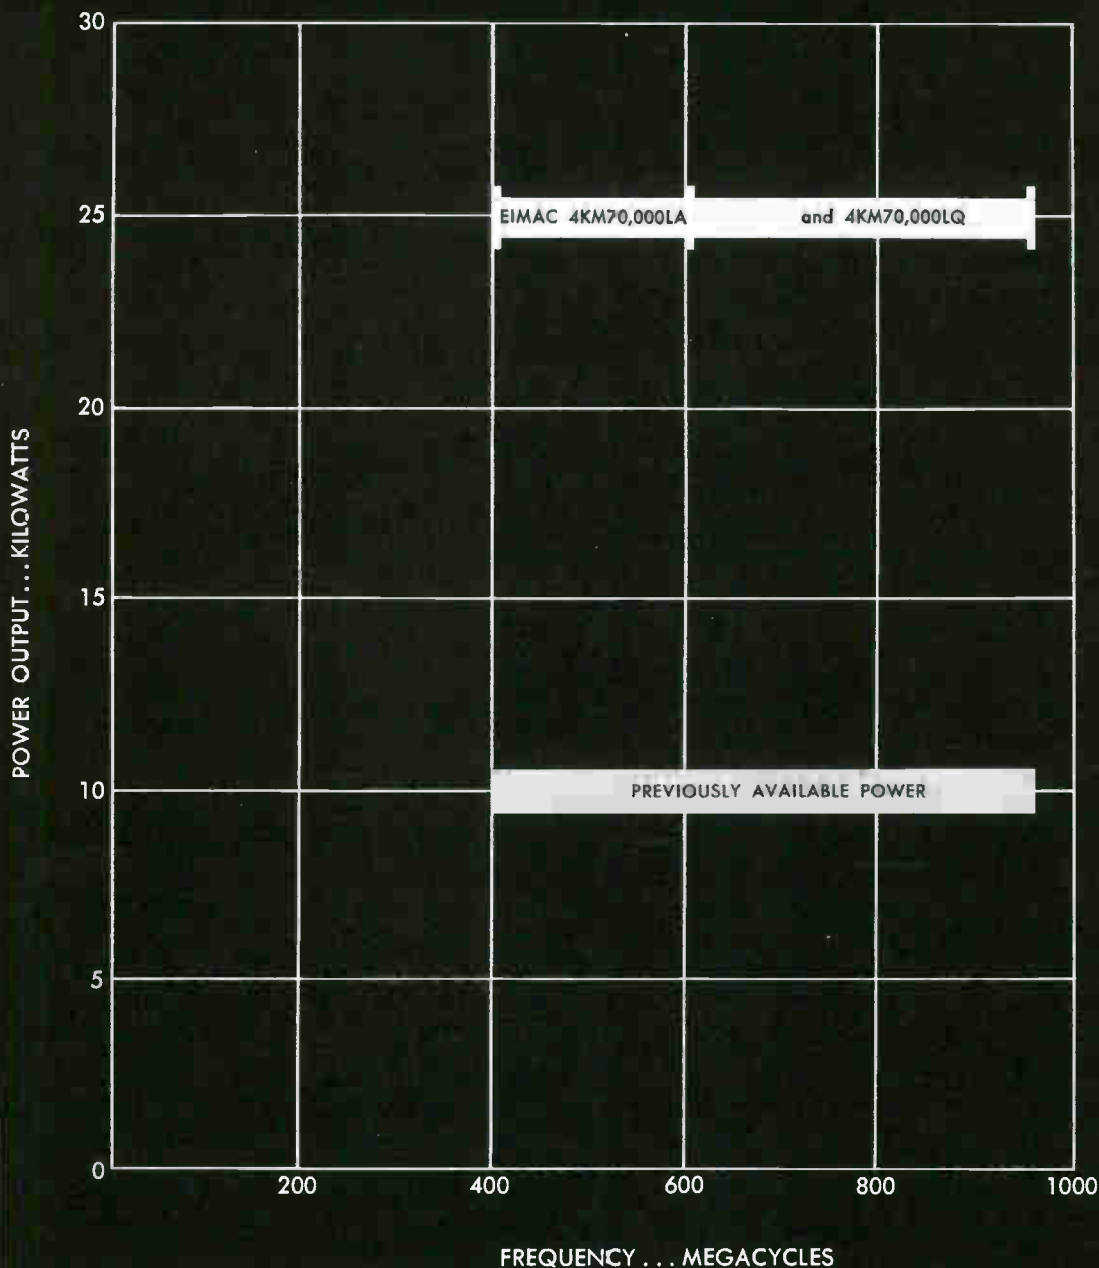 30
25
EIMAC 4KM70,000LA and 4KM70,000LQ
20
POWER OUTPUT...KILOWATTS
15
10
PREVIOUSLY AVAILABLE POWER
5
0
200 400 600 800 1000
FREQUENCY . . . MEGACYCLES